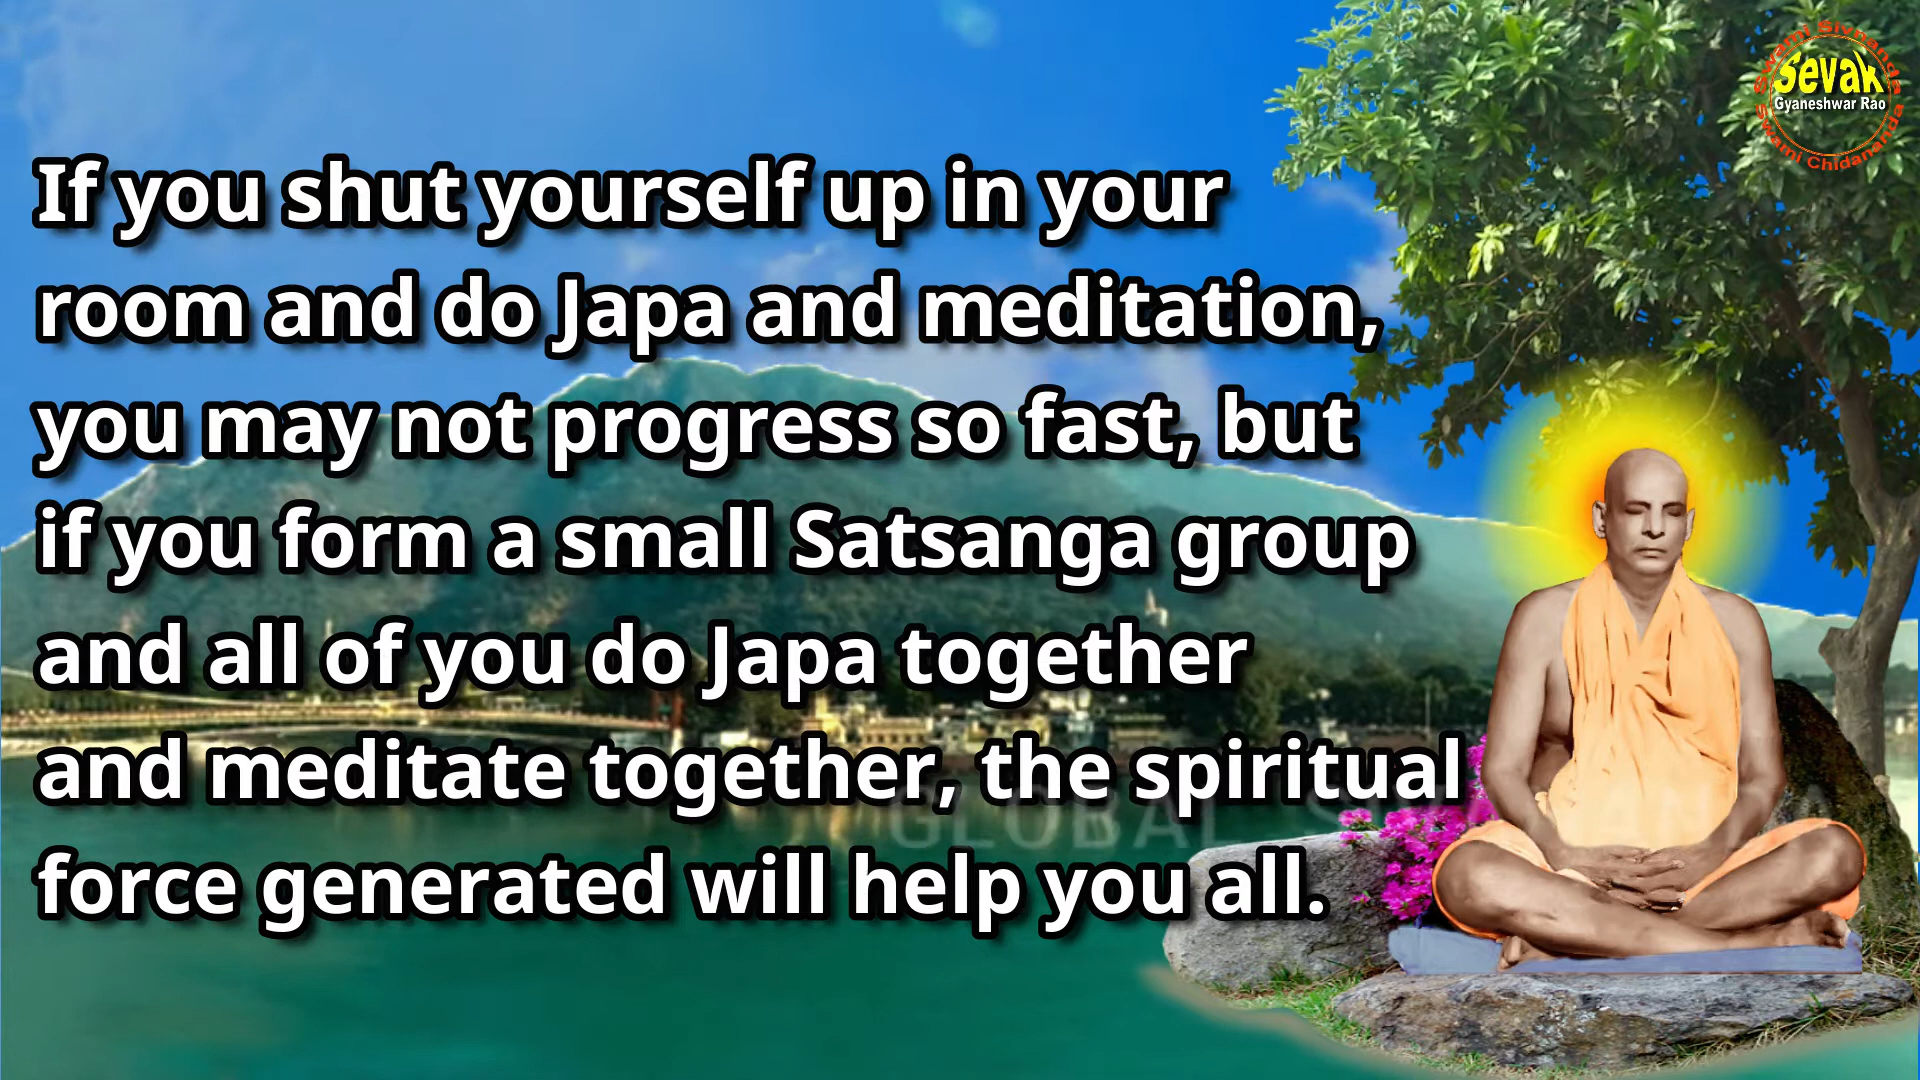 If you shut yourself up in your
room and do Japa and meditation,
you may not progress so fast, but
if you form a small Satsanga group
and all of you do Japa together
and meditate together, the spiritual
force generated will help you all.
Swami Sivnanda
Sevak
Gyaneshwar Rao
Swami Chidananda
GLOBAL